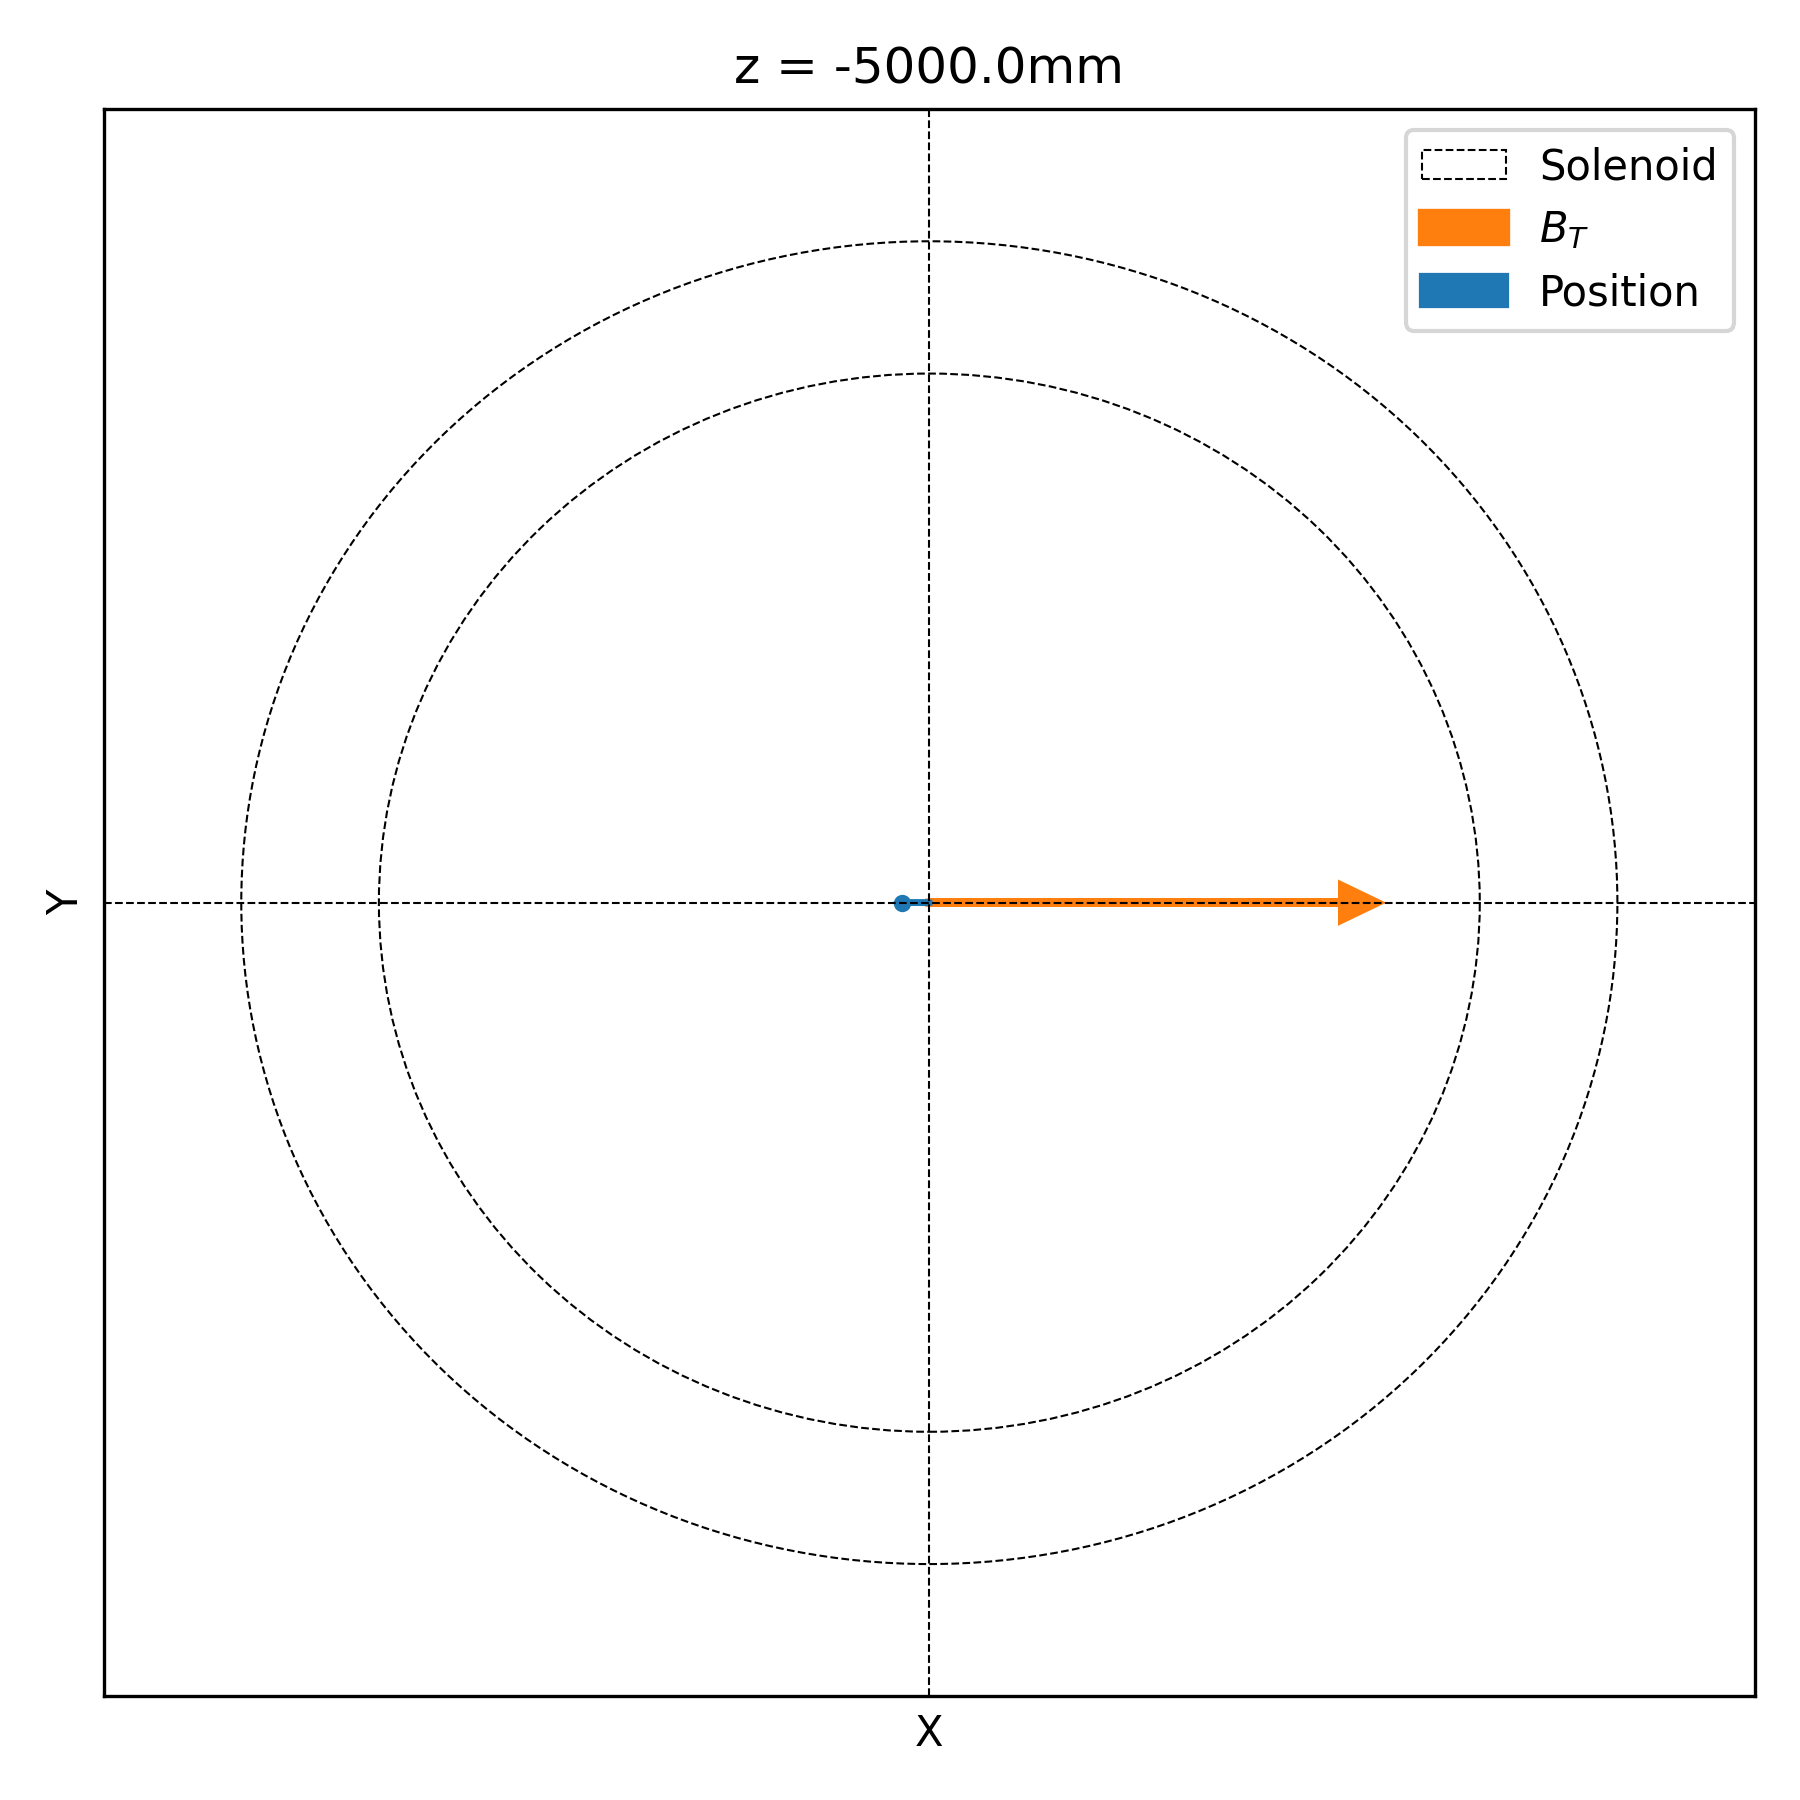 z = -5000.0mm
Solenoid
B_T
Position
Y
X